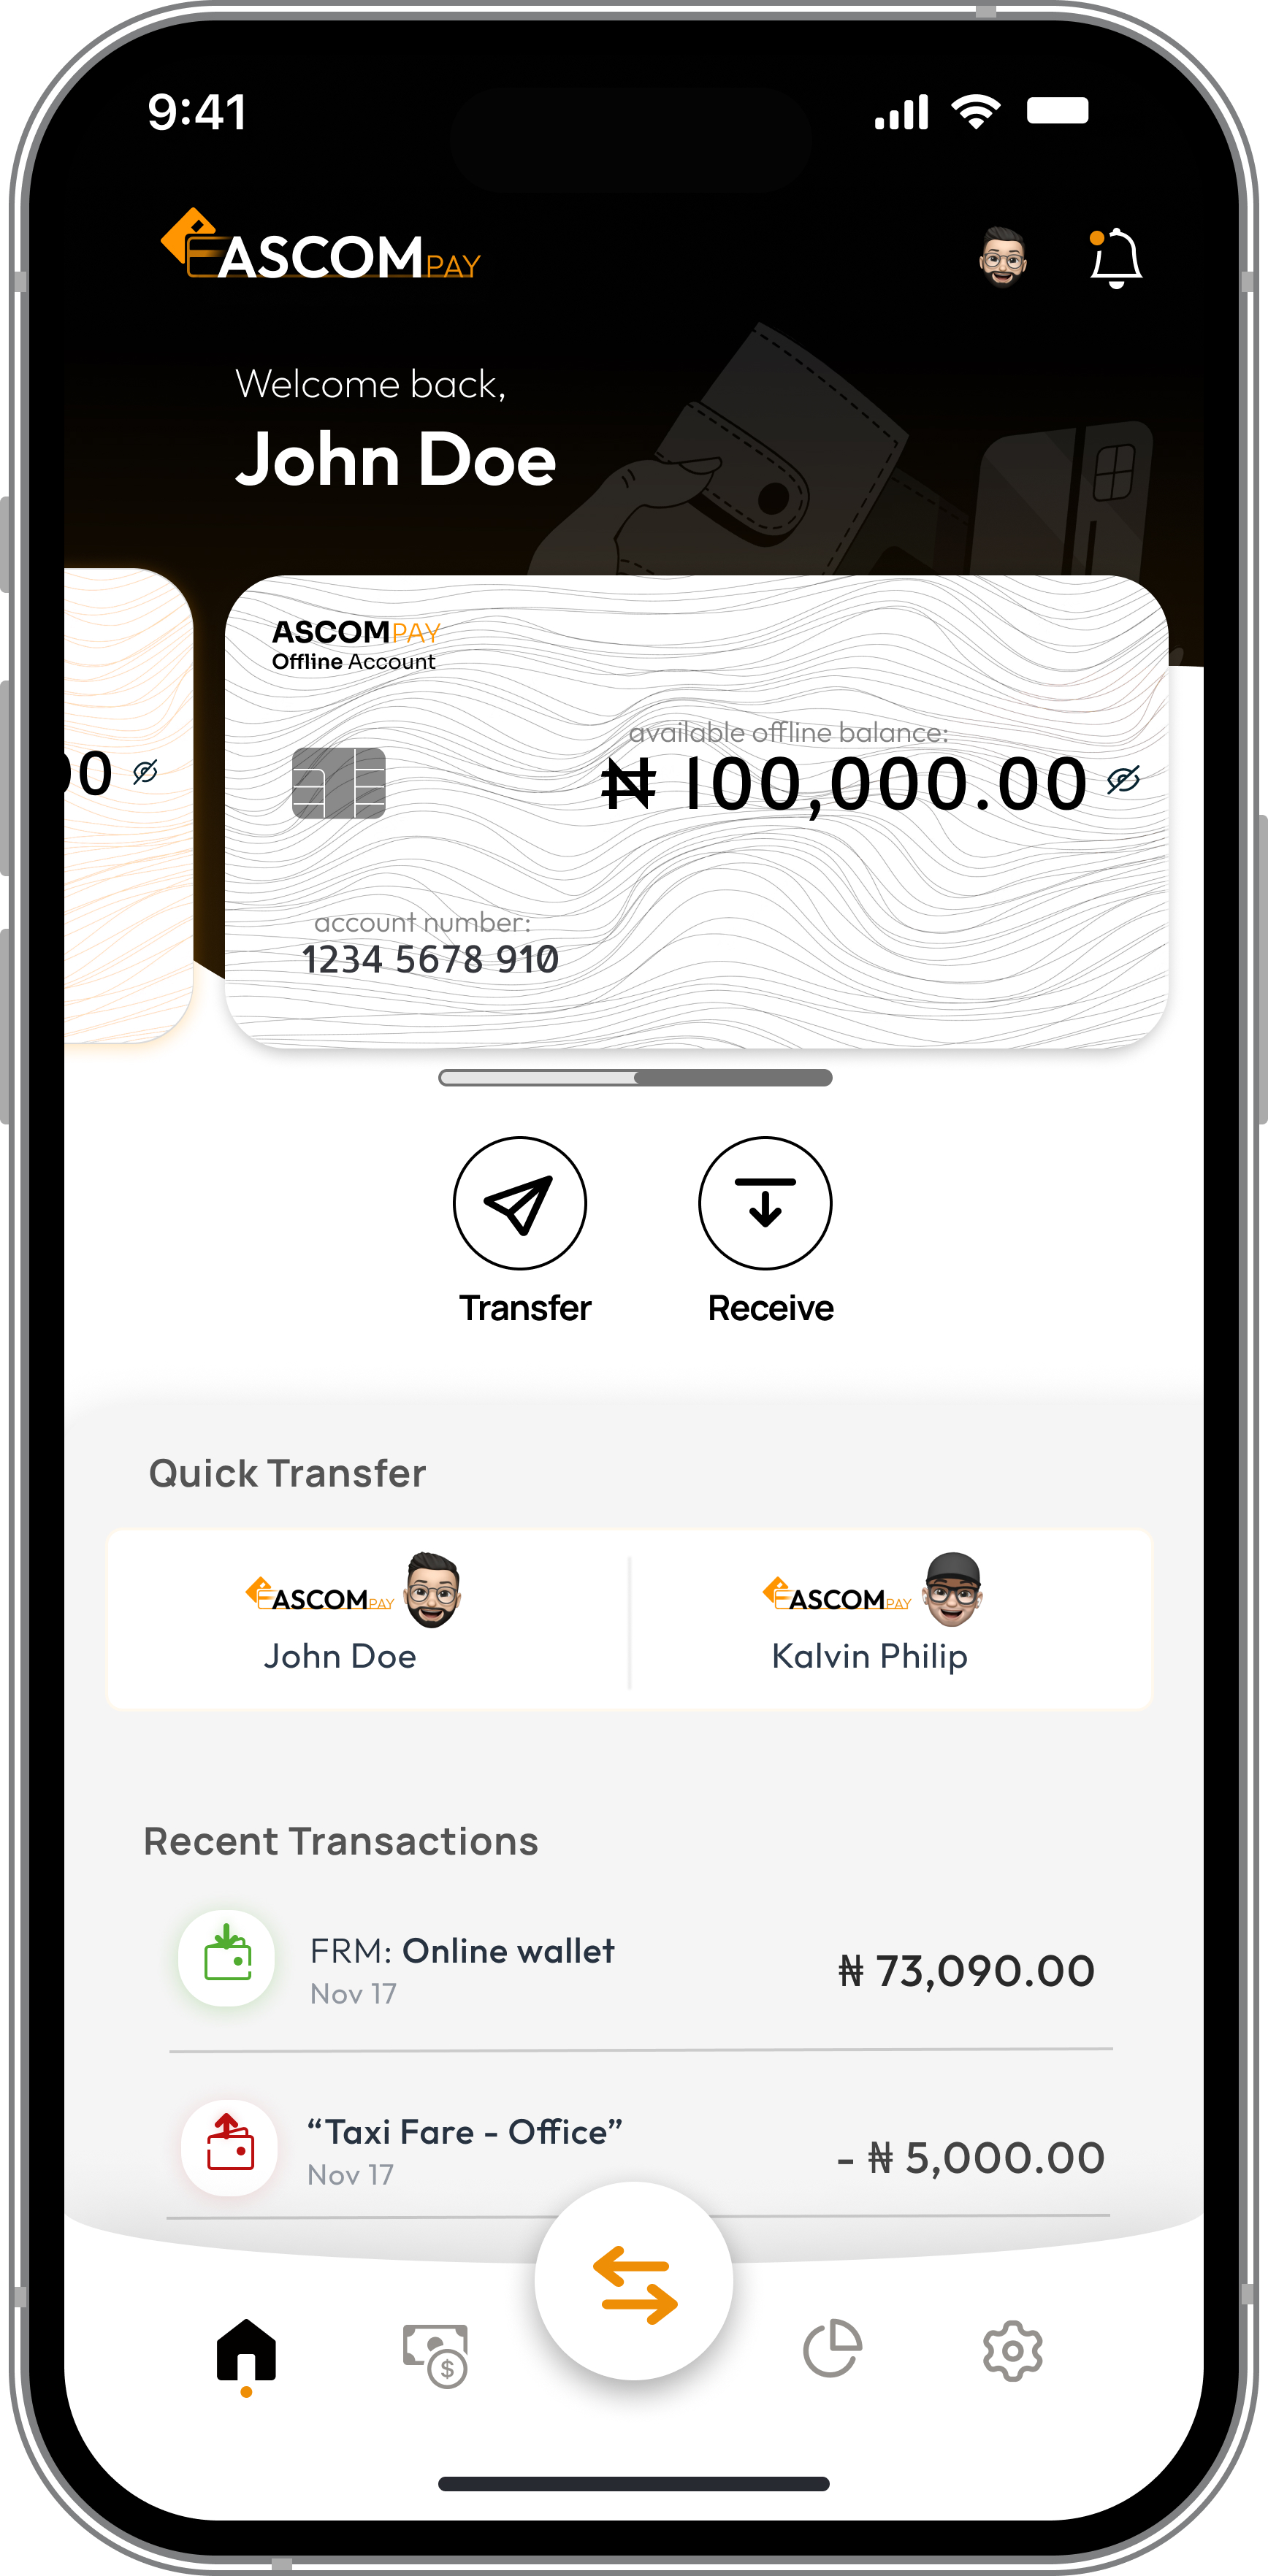 9:41
ASCOMPAY
Welcome back,
John Doe
ASCOMPAY
Offline Account
available offline balance:
00
₦ 100,000.00
account number:
1234 5678 910
Transfer
Receive
Quick Transfer
ASCOMPAY
ASCOMPAY
John Doe
Kalvin Philip
Recent Transactions
FRM: Online wallet
₦ 73,090.00
Nov 17
“Taxi Fare - Office”
- ₦ 5,000.00
Nov 17
$